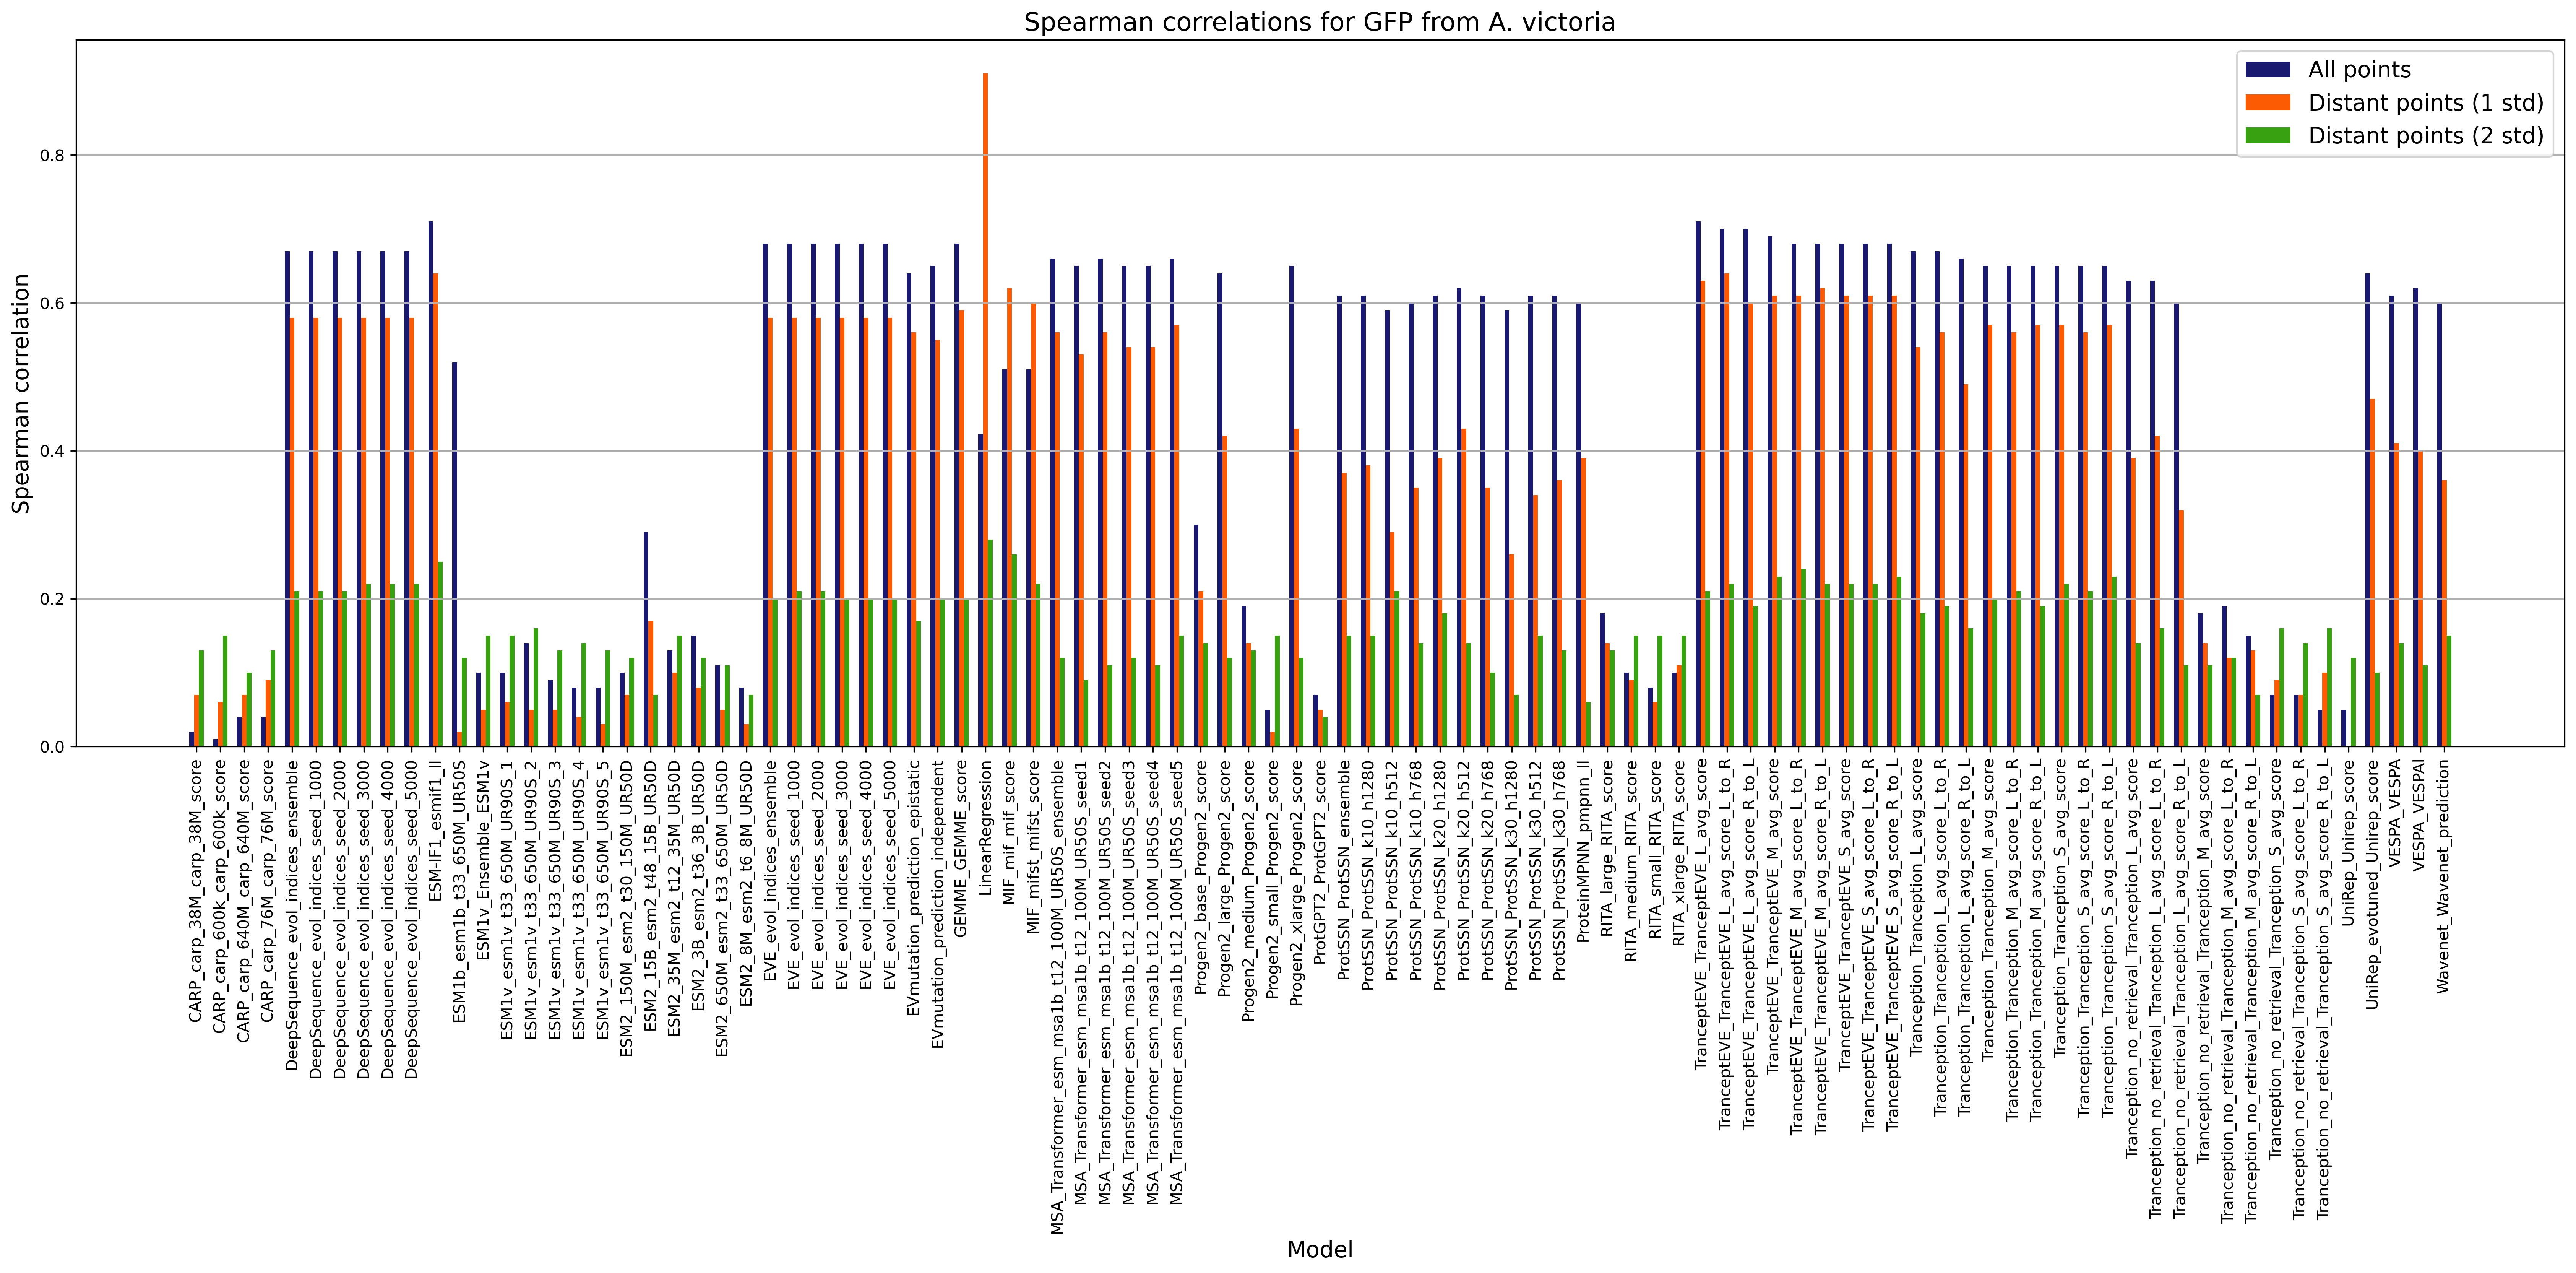 Spearman correlations for GFP from A. victoria
All points
Distant points (1 std)
Distant points (2 std)
Spearman correlation
0.8
0.6
0.4
0.2
0.0
CARP_carp_38M_carp_score
CARP_carp_600k_carp_600k_score
CARP_carp_640M_carp_640M_score
CARP_carp_76M_carp_76M_score
DeepSequence_evol_indices_ensemble
DeepSequence_evol_indices_seed_1000
DeepSequence_evol_indices_seed_2000
DeepSequence_evol_indices_seed_3000
DeepSequence_evol_indices_seed_4000
DeepSequence_evol_indices_seed_5000
ESM-IF1_esmif1_ll
ESM1b_esm1b_t33_650M_UR50S
ESM1v_Ensemble_ESM1v
ESM1v_esm1v_t33_650M_UR90S_1
ESM1v_esm1v_t33_650M_UR90S_2
ESM1v_esm1v_t33_650M_UR90S_3
ESM1v_esm1v_t33_650M_UR90S_4
ESM1v_esm1v_t33_650M_UR90S_5
ESM2_150M_esm2_t30_150M_UR50D
ESM2_15B_esm2_t48_15B_UR50D
ESM2_35M_esm2_t12_35M_UR50D
ESM2_3B_esm2_t36_3B_UR50D
ESM2_650M_esm2_t33_650M_UR50D
ESM2_8M_esm2_t6_8M_UR50D
EVE_evol_indices_ensemble
EVE_evol_indices_seed_1000
EVE_evol_indices_seed_2000
EVE_evol_indices_seed_3000
EVE_evol_indices_seed_4000
EVE_evol_indices_seed_5000
EVmutation_prediction_epistatic
EVmutation_prediction_independent
GEMME_GEMME_score
LinearRegression
MIF_mif_mif_score
MIF_mifst_mifst_score
MSA_Transformer_esm_msa1b_t12_100M_UR50S_ensemble
MSA_Transformer_esm_msa1b_t12_100M_UR50S_seed1
MSA_Transformer_esm_msa1b_t12_100M_UR50S_seed2
MSA_Transformer_esm_msa1b_t12_100M_UR50S_seed3
MSA_Transformer_esm_msa1b_t12_100M_UR50S_seed4
MSA_Transformer_esm_msa1b_t12_100M_UR50S_seed5
Progen2_base_Progen2_score
Progen2_large_Progen2_score
Progen2_medium_Progen2_score
Progen2_small_Progen2_score
Progen2_xlarge_Progen2_score
ProtGPT2_ProtGPT2_score
ProtSSN_ProtSSN_ensemble
ProtSSN_ProtSSN_k10_h1280
ProtSSN_ProtSSN_k10_h512
ProtSSN_ProtSSN_k10_h768
ProtSSN_ProtSSN_k20_h1280
ProtSSN_ProtSSN_k20_h512
ProtSSN_ProtSSN_k20_h768
ProtSSN_ProtSSN_k30_h1280
ProtSSN_ProtSSN_k30_h512
ProtSSN_ProtSSN_k30_h768
ProteinMPNN_pmpnn_ll
RITA_large_RITA_score
RITA_medium_RITA_score
RITA_small_RITA_score
RITA_xlarge_RITA_score
TranceptEVE_TranceptEVE_L_avg_score
TranceptEVE_TranceptEVE_L_avg_score_L_to_R
TranceptEVE_TranceptEVE_L_avg_score_R_to_L
TranceptEVE_TranceptEVE_M_avg_score
TranceptEVE_TranceptEVE_M_avg_score_L_to_R
TranceptEVE_TranceptEVE_M_avg_score_R_to_L
TranceptEVE_TranceptEVE_S_avg_score
TranceptEVE_TranceptEVE_S_avg_score_L_to_R
TranceptEVE_TranceptEVE_S_avg_score_R_to_L
Tranception_Tranception_L_avg_score
Tranception_Tranception_L_avg_score_L_to_R
Tranception_Tranception_L_avg_score_R_to_L
Tranception_Tranception_M_avg_score
Tranception_Tranception_M_avg_score_L_to_R
Tranception_Tranception_M_avg_score_R_to_L
Tranception_Tranception_S_avg_score
Tranception_Tranception_S_avg_score_L_to_R
Tranception_Tranception_S_avg_score_R_to_L
Tranception_no_retrieval_Tranception_L_avg_score
Tranception_no_retrieval_Tranception_L_avg_score_L_to_R
Tranception_no_retrieval_Tranception_L_avg_score_R_to_L
Tranception_no_retrieval_Tranception_M_avg_score
Tranception_no_retrieval_Tranception_M_avg_score_L_to_R
Tranception_no_retrieval_Tranception_M_avg_score_R_to_L
Tranception_no_retrieval_Tranception_S_avg_score
Tranception_no_retrieval_Tranception_S_avg_score_L_to_R
Tranception_no_retrieval_Tranception_S_avg_score_R_to_L
UniRep_Unirep_score
UniRep_evotuned_Unirep_score
VESPA_VESPA
VESPA_VESPAl
Wavenet_Wavenet_prediction
Model